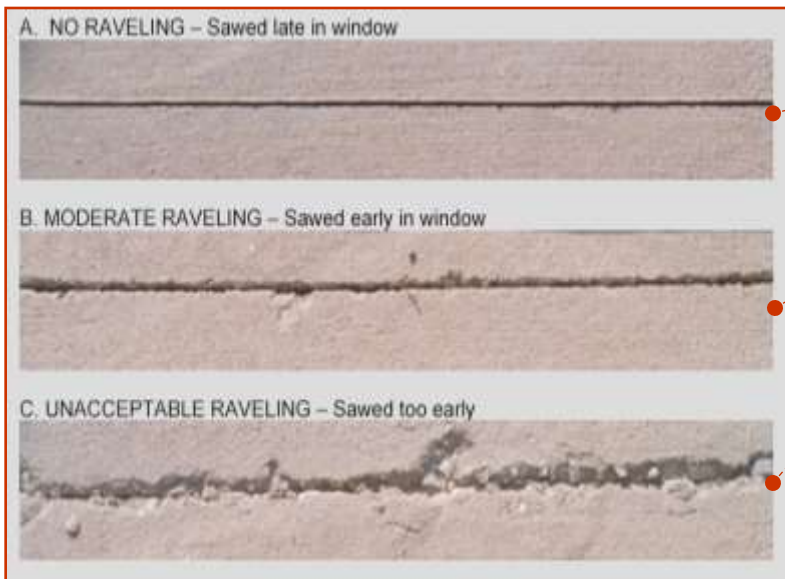 A. NO RAVELING – Sawed late in window
B. MODERATE RAVELING – Sawed early in window
C. UNACCEPTABLE RAVELING – Sawed too early